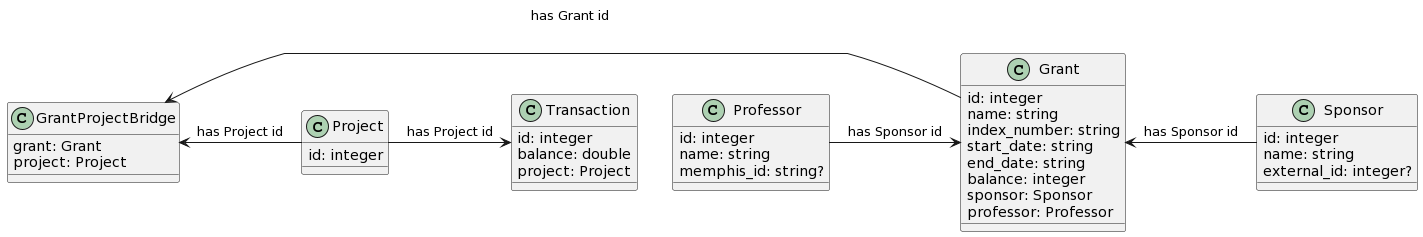 has Grant id
C GrantProjectBridge
grant: Grant
project: Project
has Project id
C Project
id: integer
has Project id
C Transaction
id: integer
balance: double
project: Project
C Professor
id: integer
name: string
memphis_id: string?
has Sponsor id
C Grant
id: integer
name: string
index_number: string
start_date: string
end_date: string
balance: integer
sponsor: Sponsor
professor: Professor
has Sponsor id
C Sponsor
id: integer
name: string
external_id: integer?